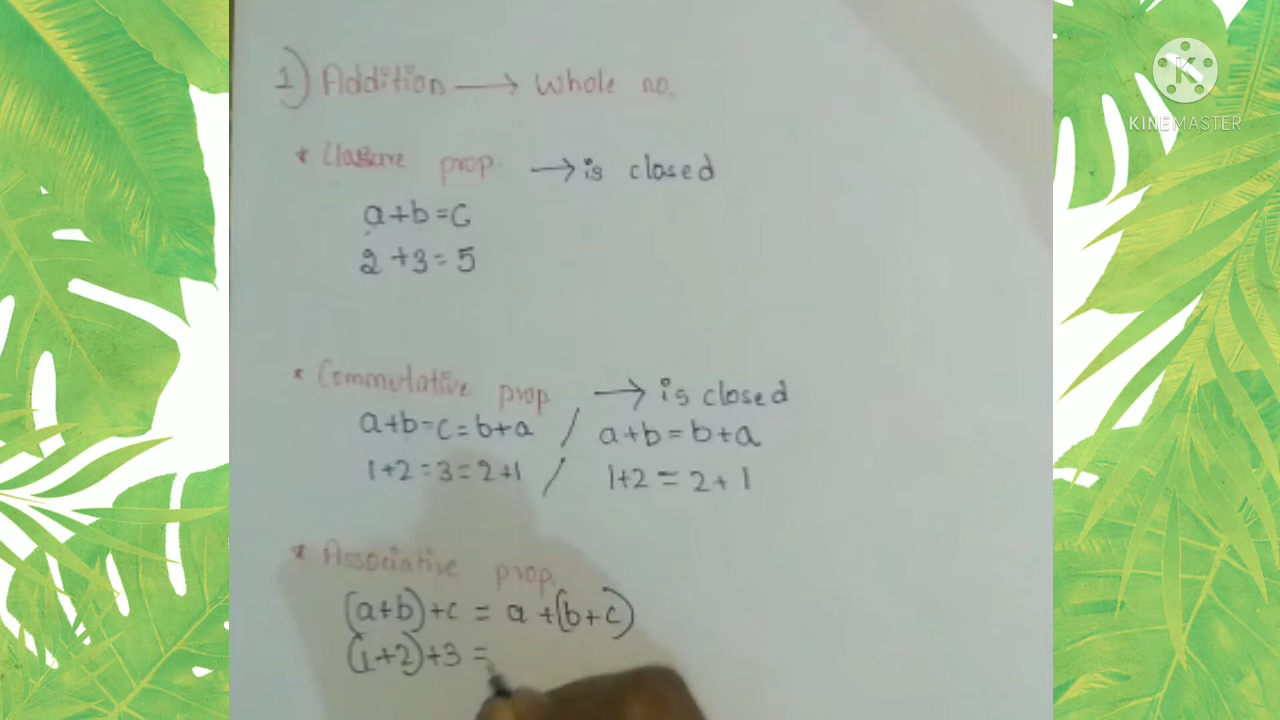 1) Addition → Whole no.
* Closure prop. → is closed
a+b=c
2+3=5
* Commutative prop → is closed
a+b=c=b+a / a+b=b+a
1+2=3=2+1 / 1+2=2+1
* Associative prop.
(a+b)+c = a+(b+c)
(1+2)+3 =
KINEMASTER